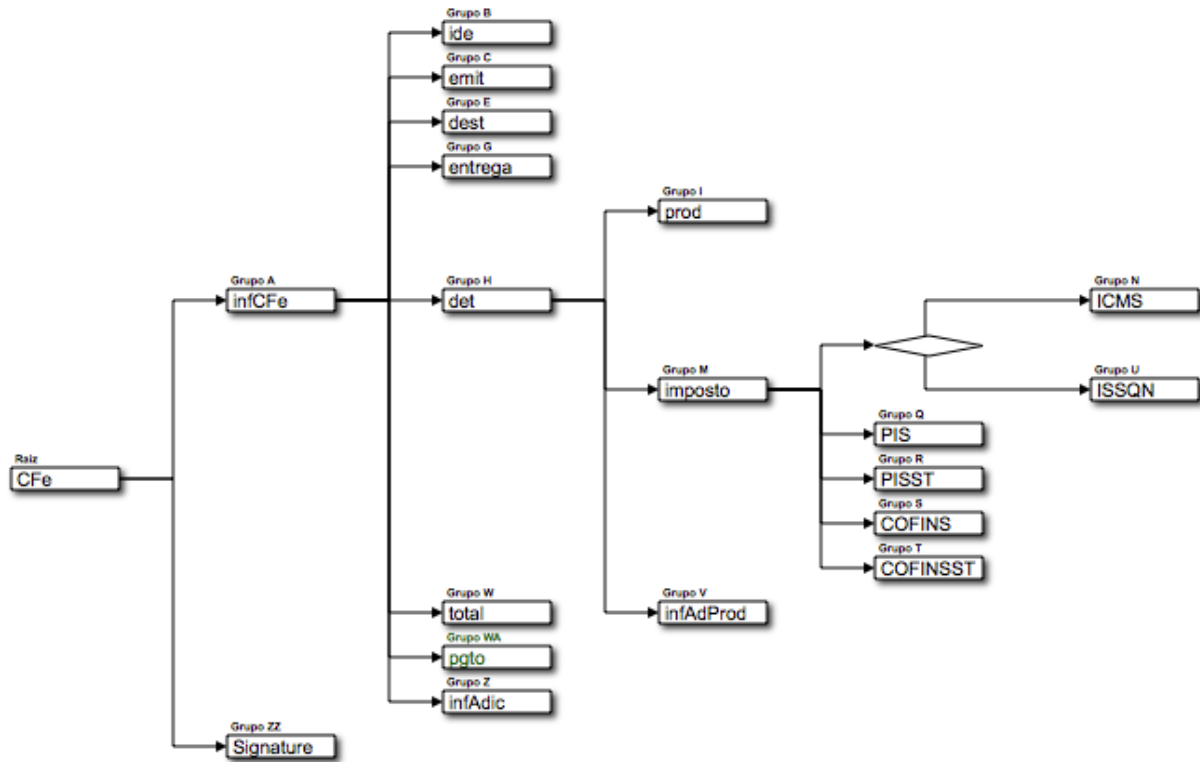 Grupo B
ide
Grupo C
emit
Grupo E
dest
Grupo G
entrega
Grupo I
prod
Grupo A
infCFe
Grupo H
det
Grupo N
ICMS
Grupo M
imposto
Grupo U
ISSQN
Grupo Q
PIS
Raiz
CFe
Grupo R
PISST
Grupo S
COFINS
Grupo T
COFINSST
Grupo W
total
Grupo V
infAdProd
Grupo WA
pgto
Grupo Z
infAdic
Grupo ZZ
Signature